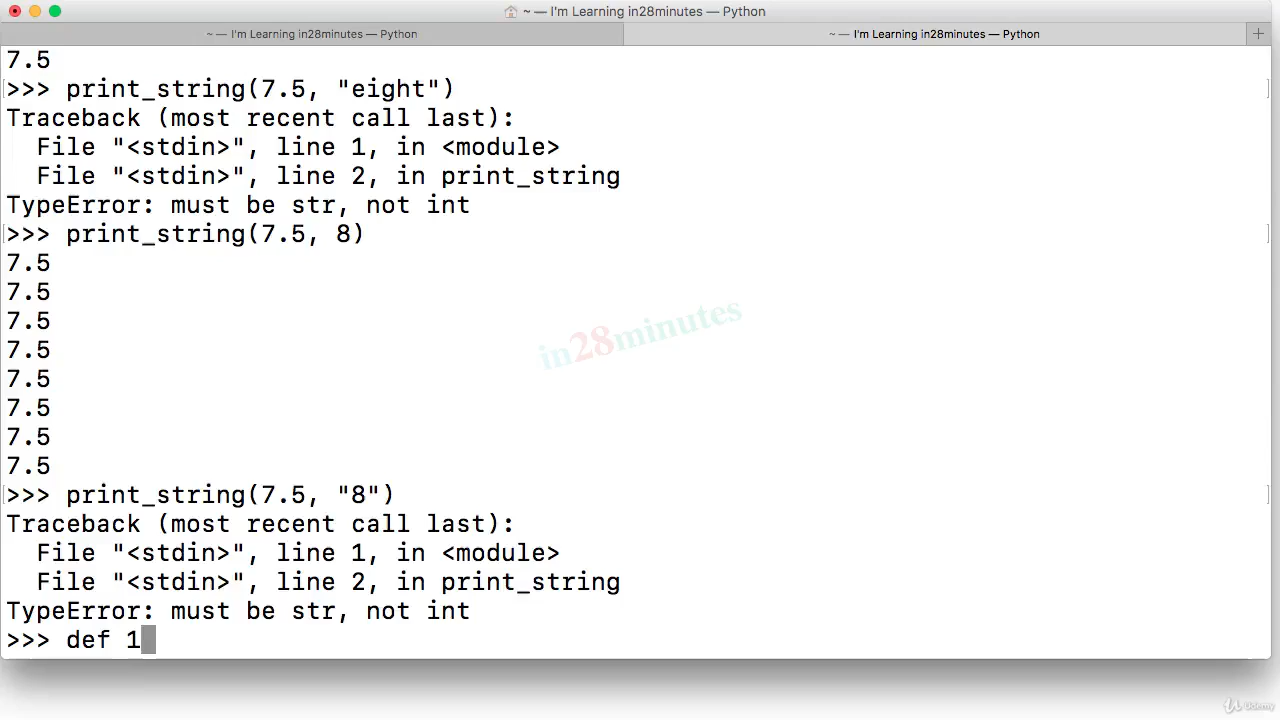 ~ — I'm Learning in28minutes — Python
~ — I'm Learning in28minutes — Python
~ — I'm Learning in28minutes — Python
7.5
>>> print_string(7.5, "eight")
Traceback (most recent call last):
  File "<stdin>", line 1, in <module>
  File "<stdin>", line 2, in print_string
TypeError: must be str, not int
>>> print_string(7.5, 8)
7.5
7.5
7.5
in28minutes
7.5
7.5
7.5
7.5
7.5
>>> print_string(7.5, "8")
Traceback (most recent call last):
  File "<stdin>", line 1, in <module>
  File "<stdin>", line 2, in print_string
TypeError: must be str, not int
>>> def 1
Udemy